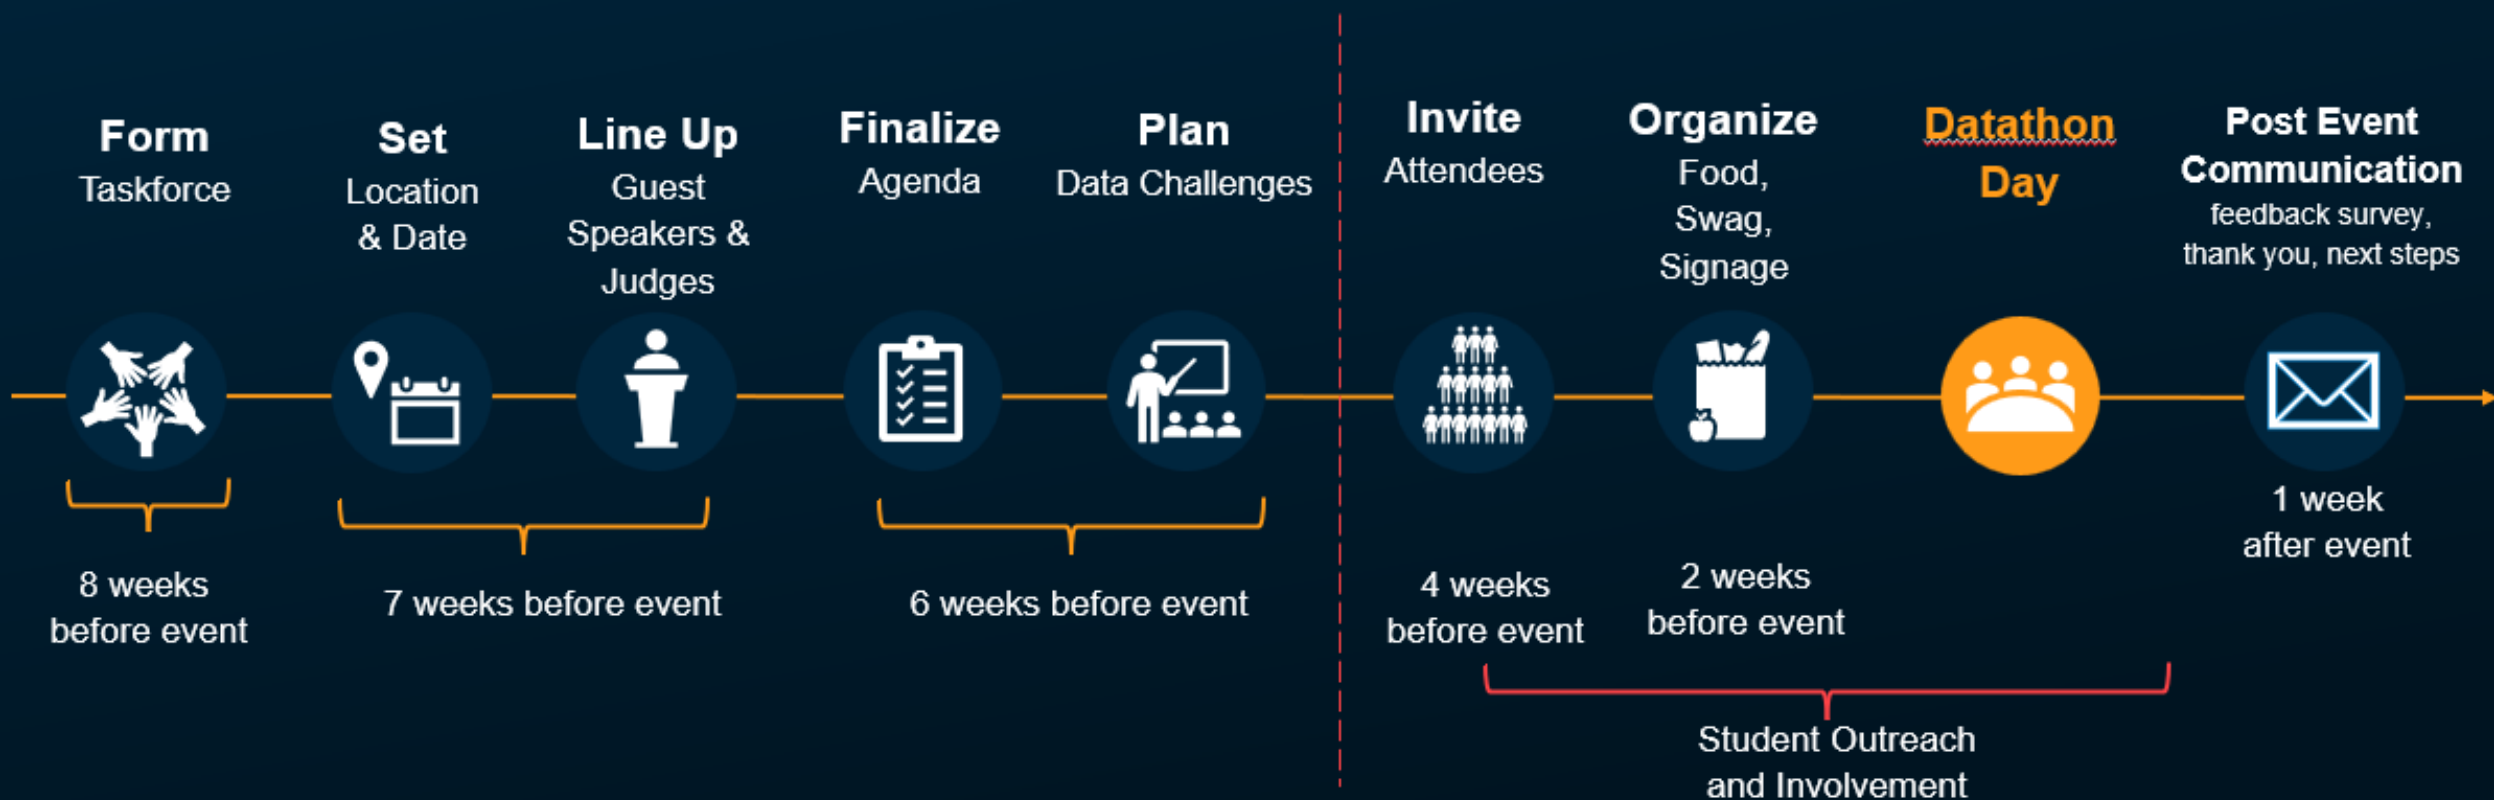 Form
Taskforce
Set
Location
& Date
Line Up
Guest
Speakers &
Judges
Finalize
Agenda
Plan
Data Challenges
Invite
Attendees
Organize
Food,
Swag,
Signage
Datathon
Day
Post Event
Communication
feedback survey,
thank you, next steps
8 weeks
before event
7 weeks before event
6 weeks before event
4 weeks
before event
2 weeks
before event
1 week
after event
Student Outreach
and Involvement